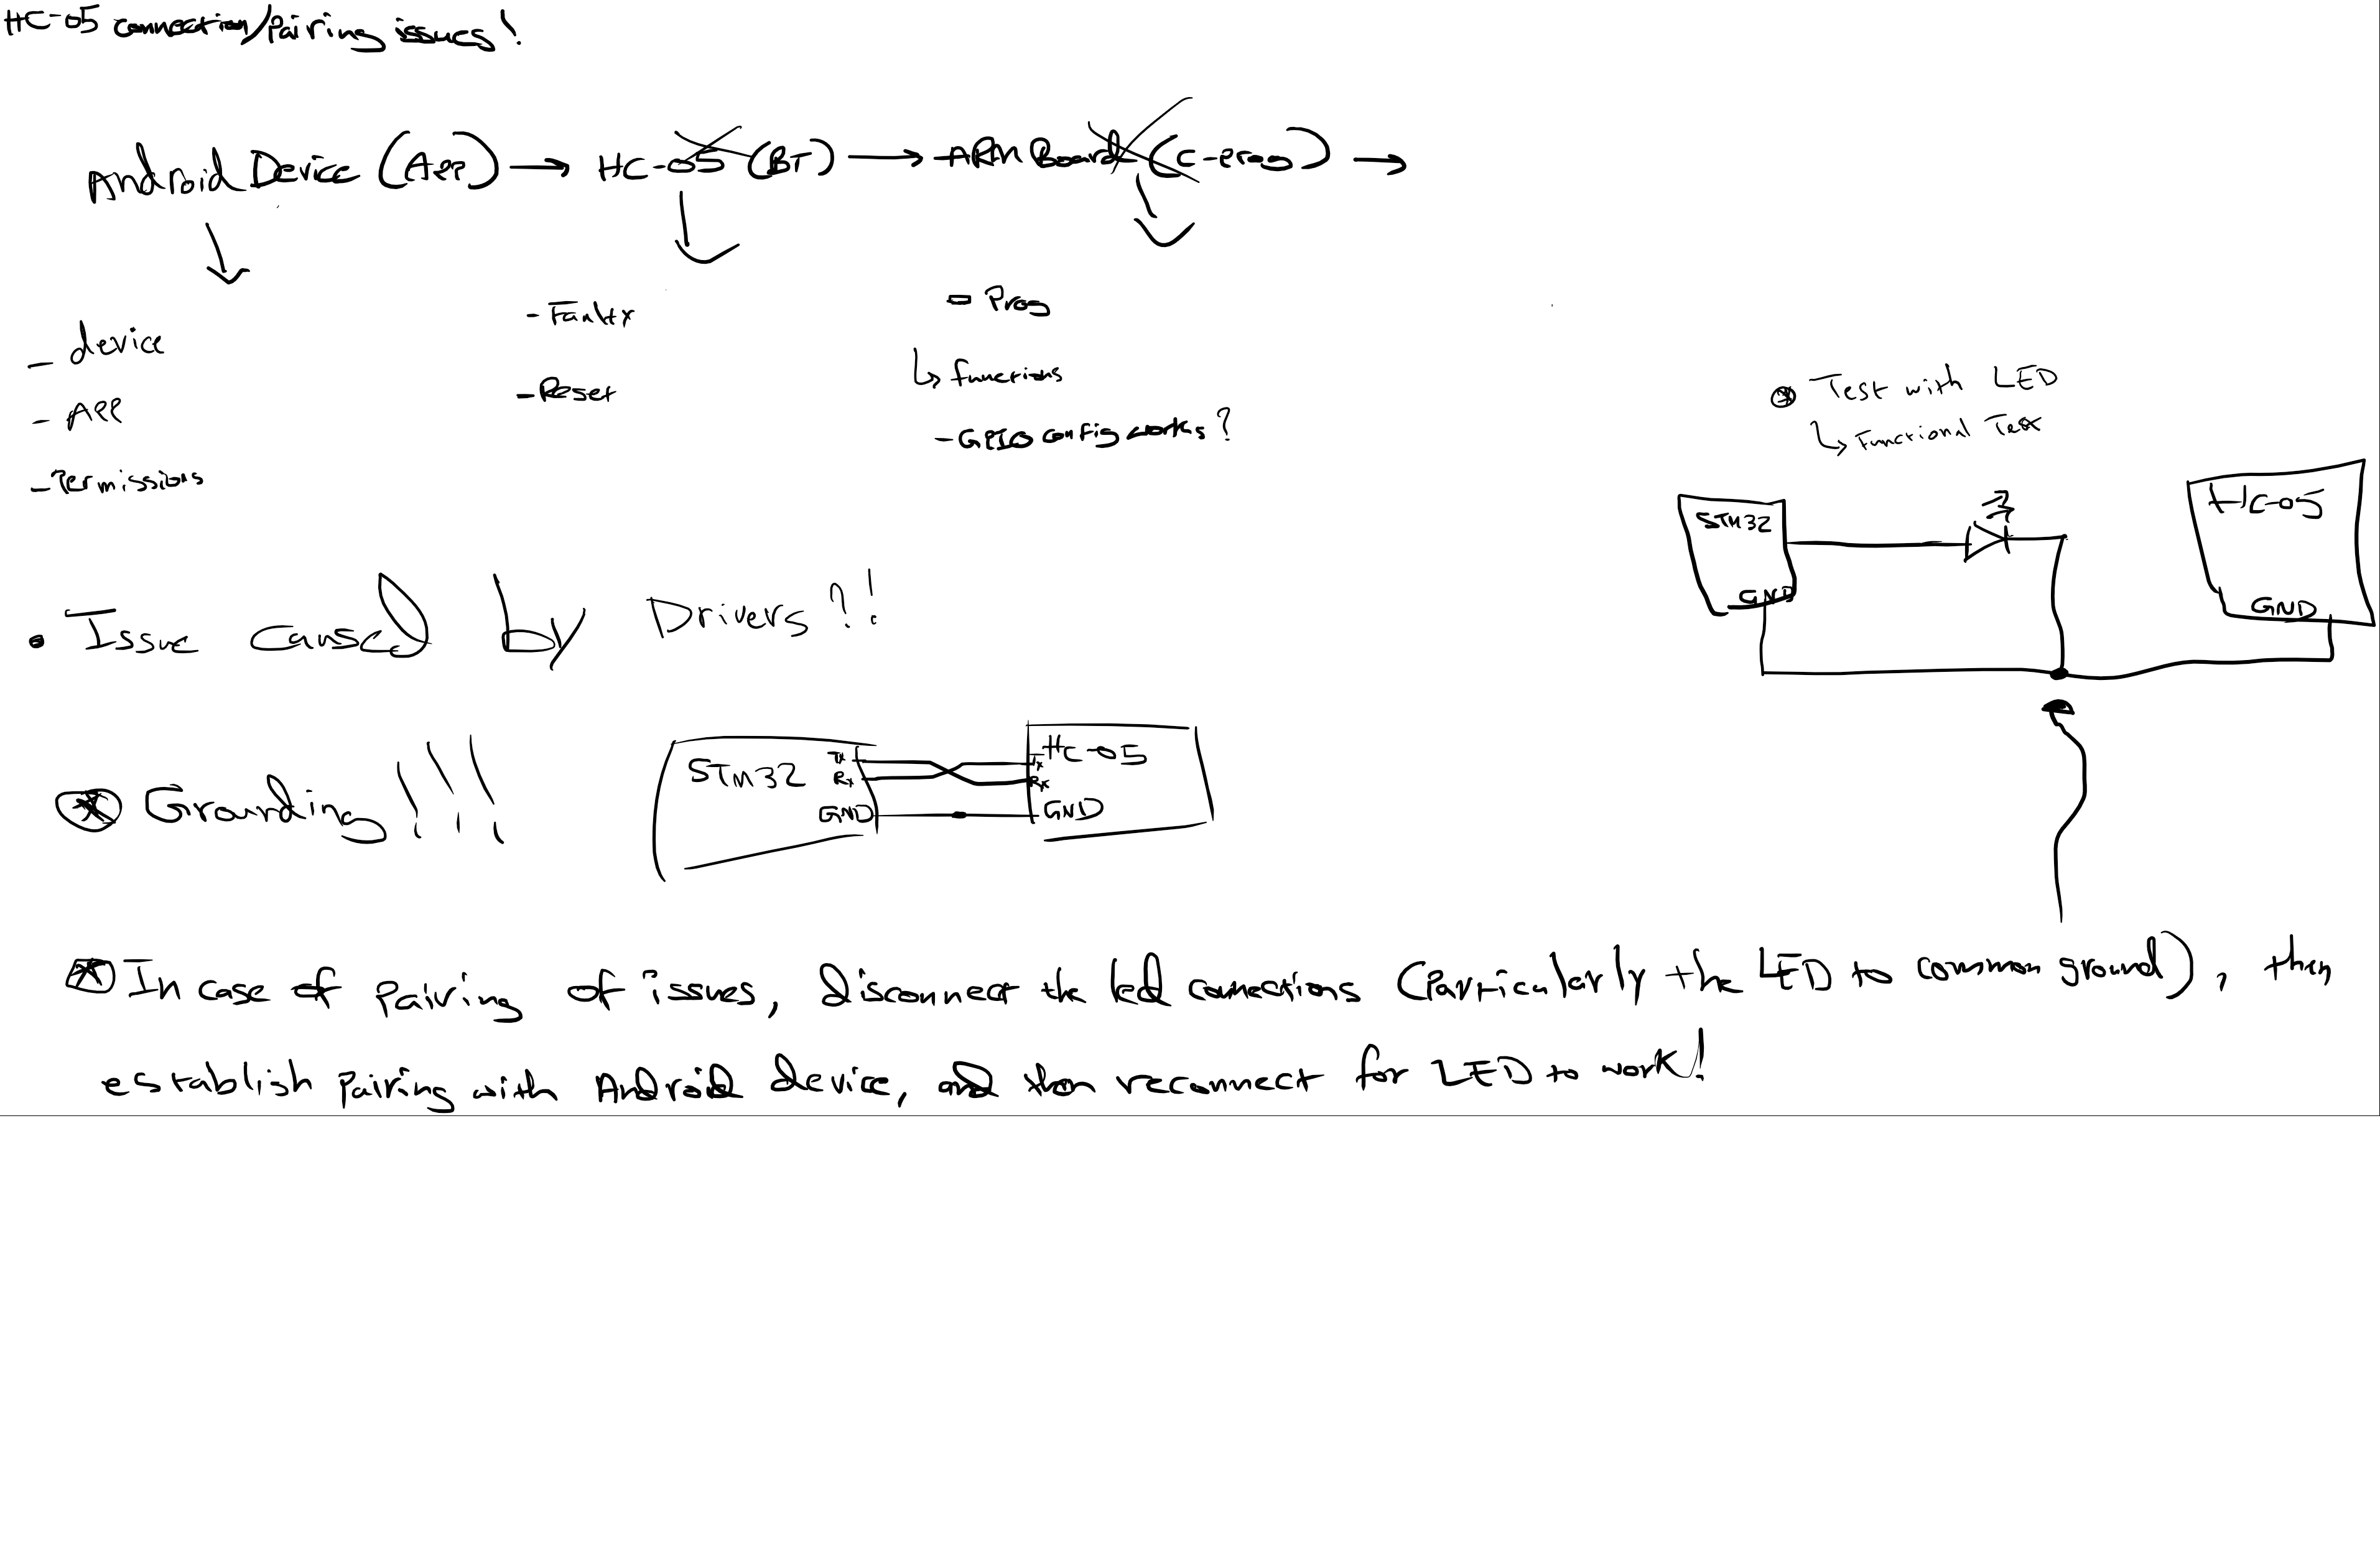 HC-05 connection/Pairing issues!
Android Device (App) → HC-05 (BT) → ARM Board (C-prog) →
- device
- App
- Permissions
- Faulty
- Reset
- Prog
↳ functions
- GPIO config works?
⊛ Test with LED
↳ Functional Test
STM32
GND
HC-05
GND
• Issue caused by Drivers?!
⊛ Grounding!!!
STM32
Tx
Rx
GND
HC-05
Tx
Rx
GND
In case of pairing of issues, Disconnect the led connections (Particularly the LED to common ground), then
establish Pairing with Android device, and then reconnect for LED to work!